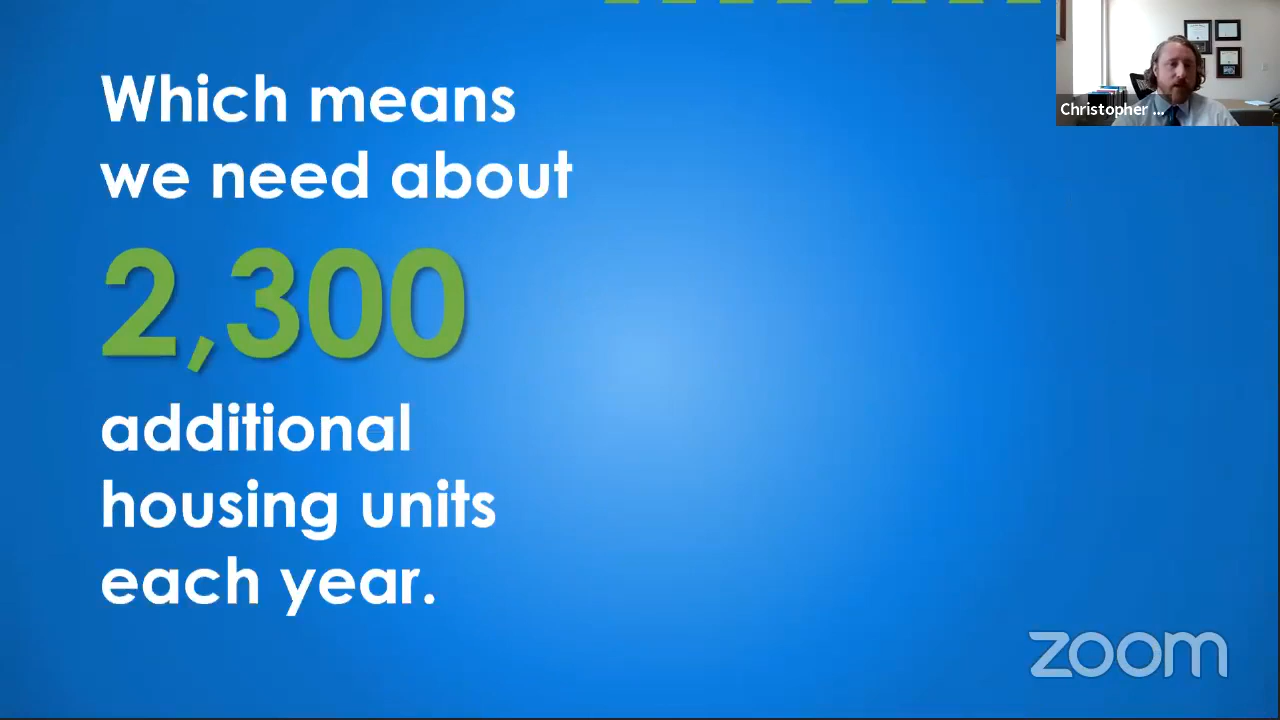 Which means
we need about
2,300
additional
housing units
each year.
Christopher ...
zoom